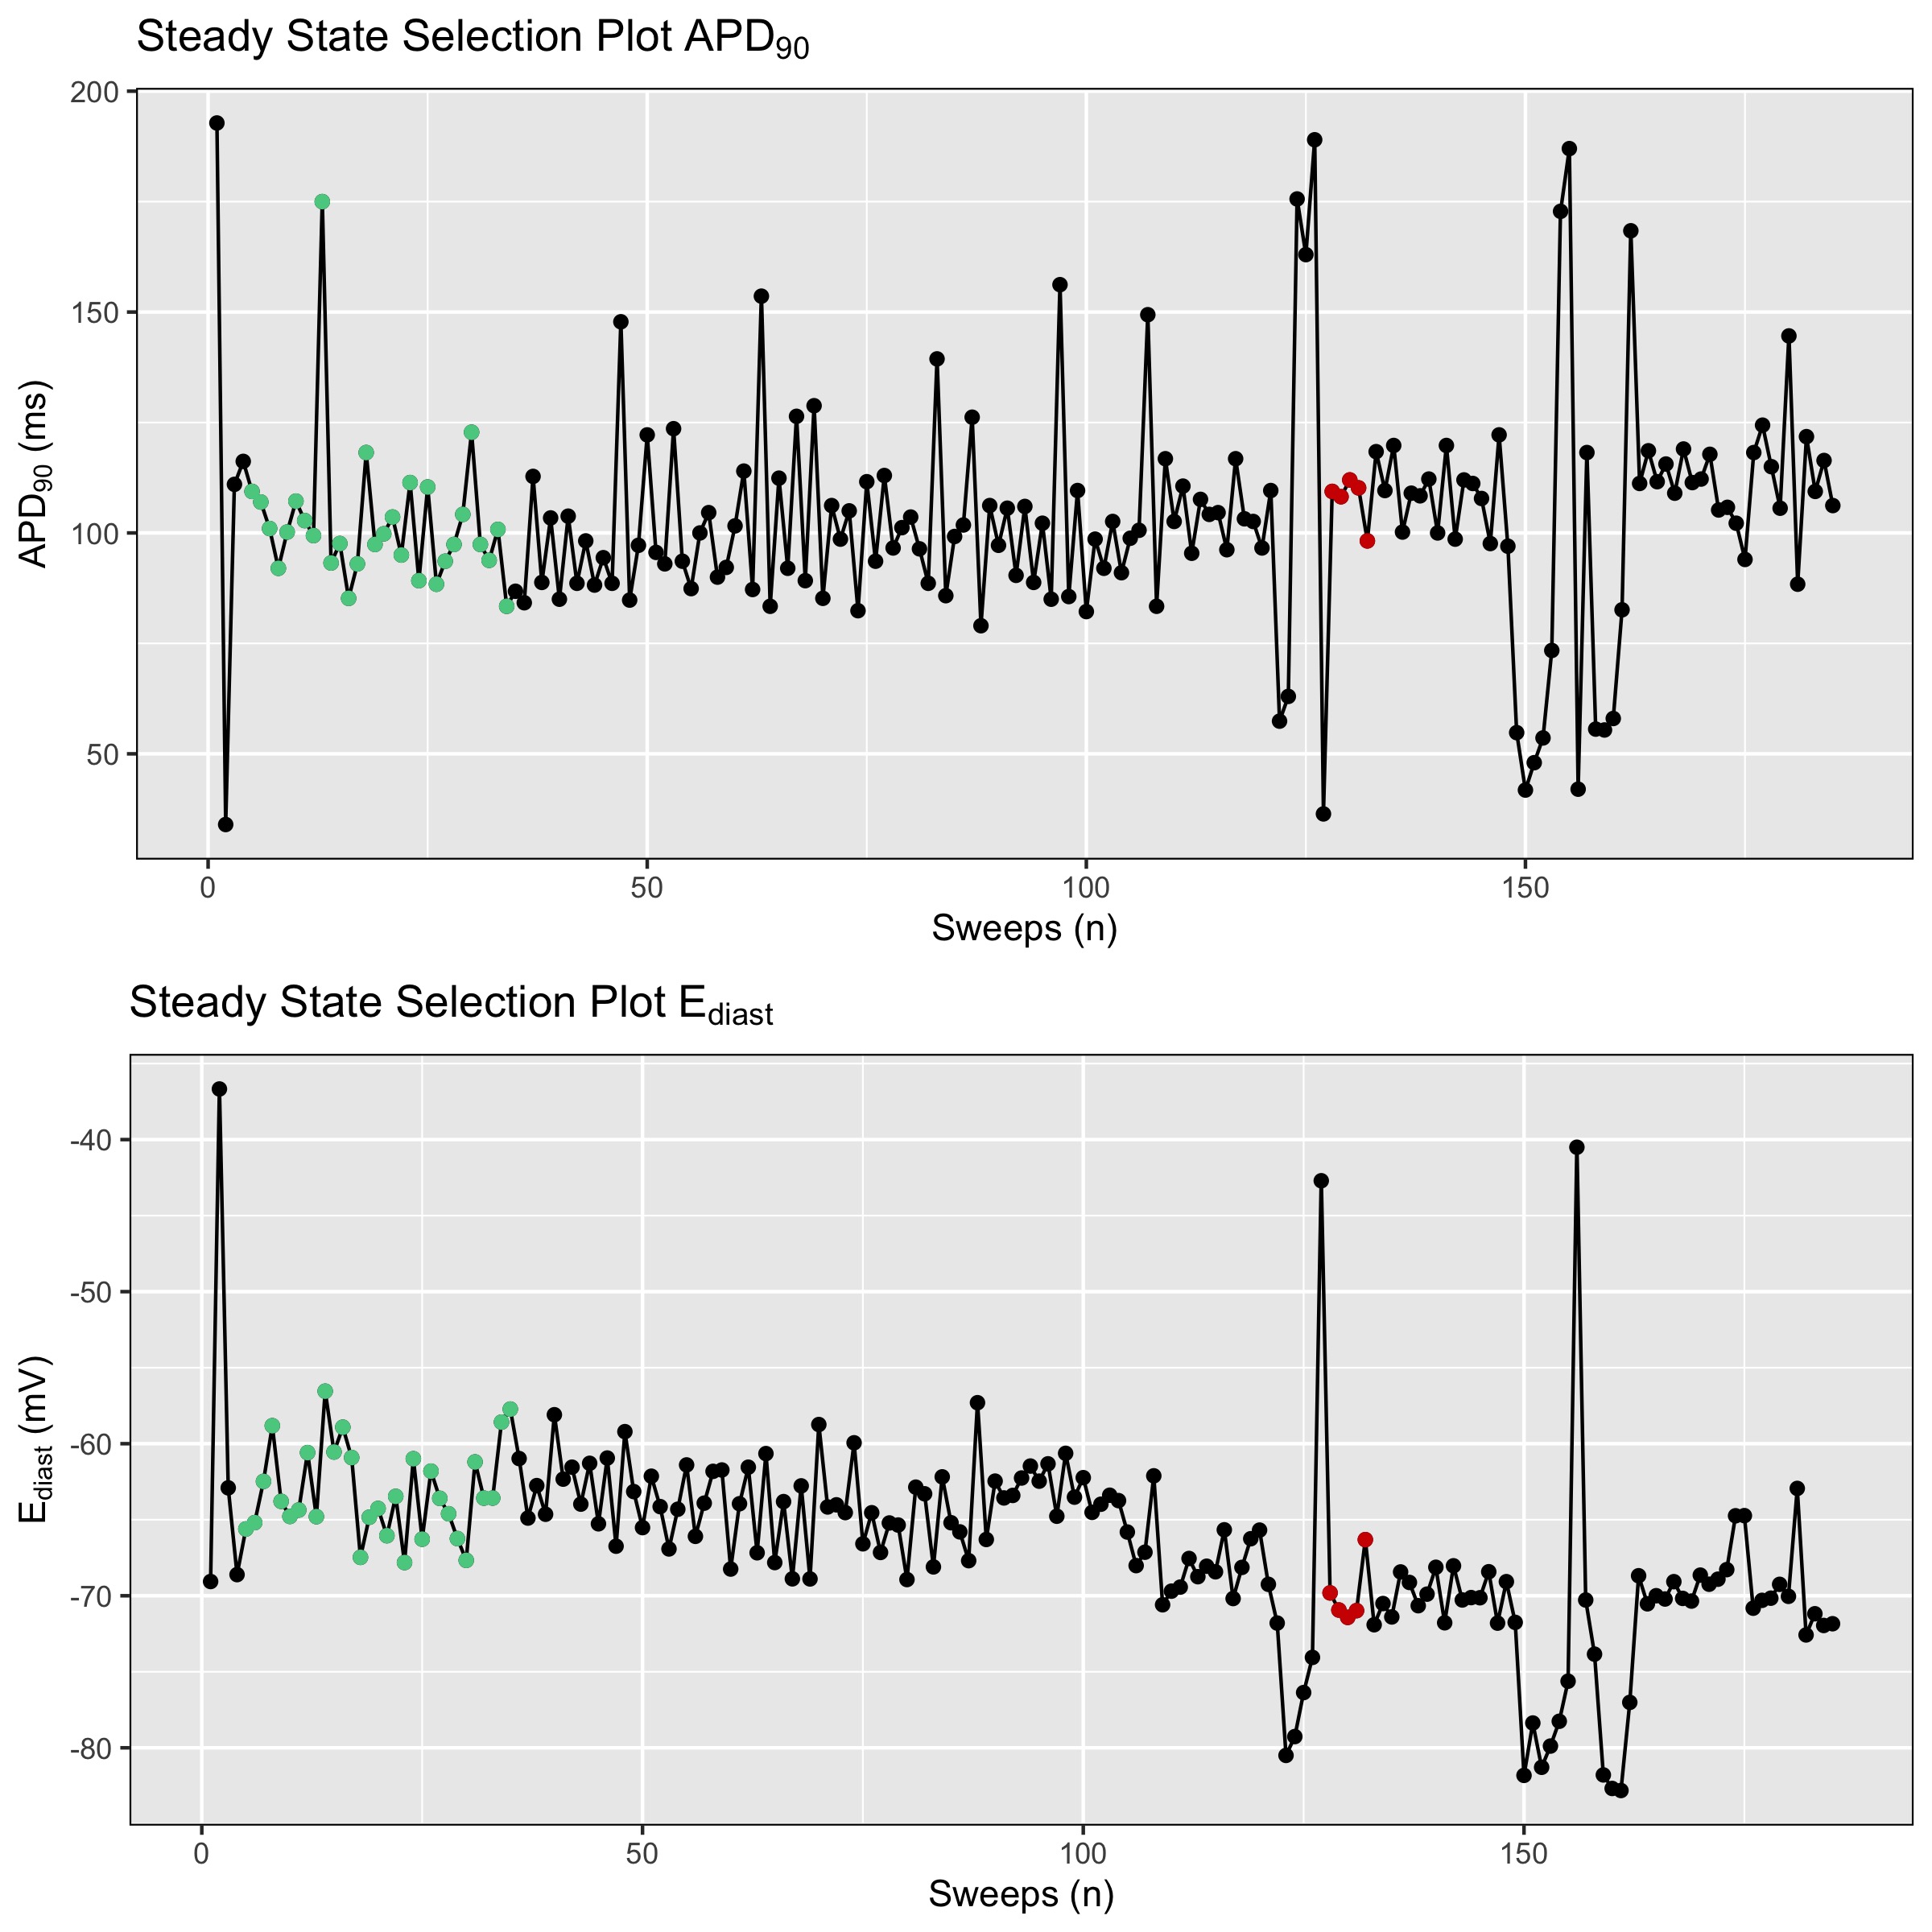 Steady State Selection Plot APD90
200
150
100
50
APD90 (ms)
0 50 100 150
Sweeps (n)
Steady State Selection Plot Ediast
-40
-50
-60
-70
-80
Ediast (mV)
0 50 100 150
Sweeps (n)